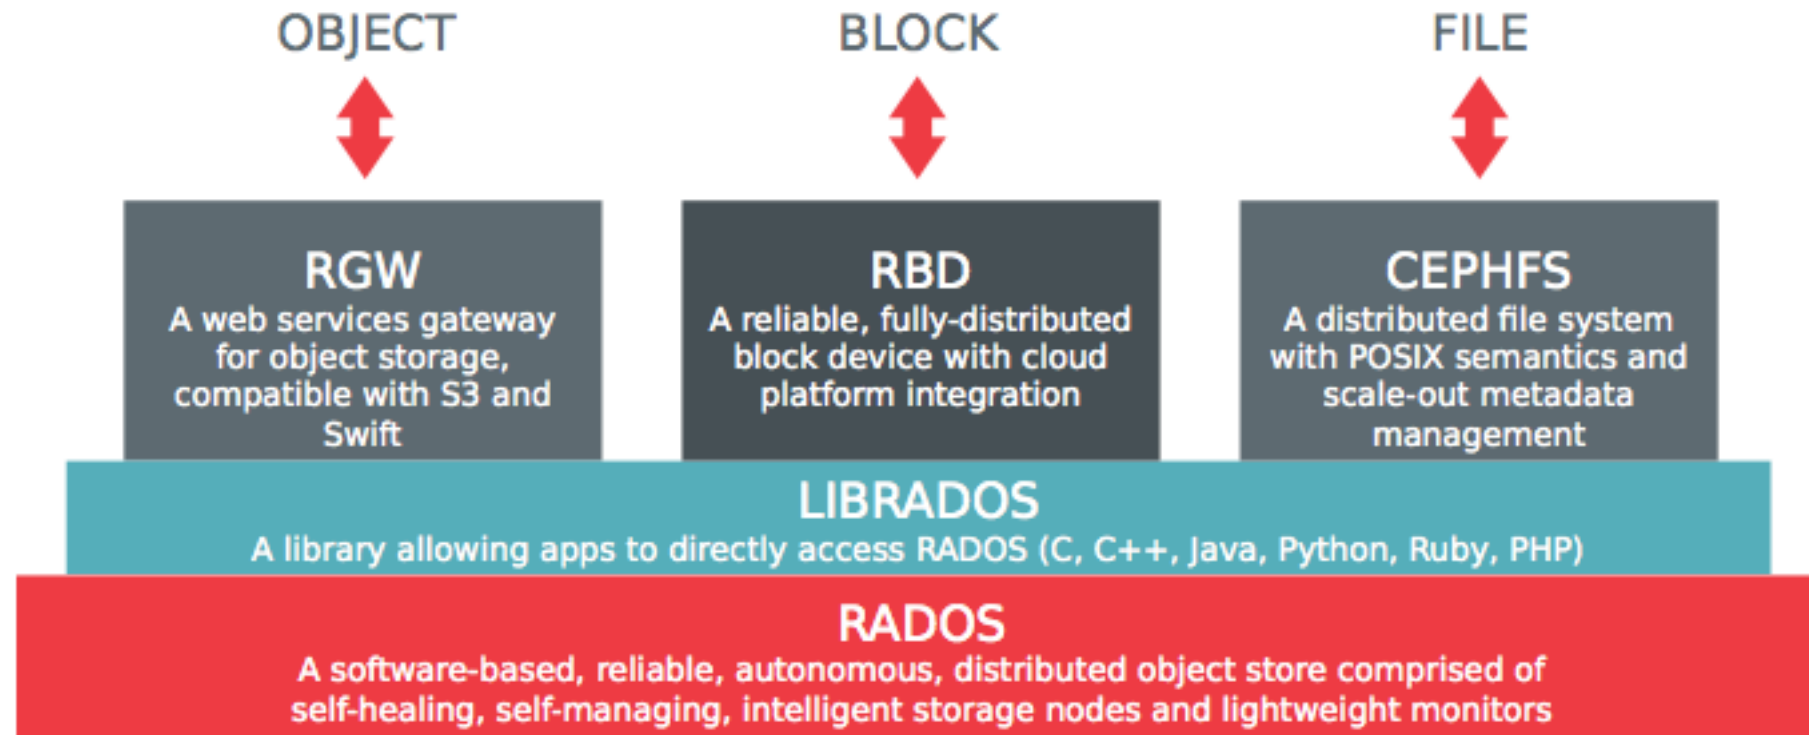 OBJECT
BLOCK
FILE
RGW
A web services gateway
for object storage,
compatible with S3 and
Swift
RBD
A reliable, fully-distributed
block device with cloud
platform integration
CEPHFS
A distributed file system
with POSIX semantics and
scale-out metadata
management
LIBRADOS
A library allowing apps to directly access RADOS (C, C++, Java, Python, Ruby, PHP)
RADOS
A software-based, reliable, autonomous, distributed object store comprised of
self-healing, self-managing, intelligent storage nodes and lightweight monitors